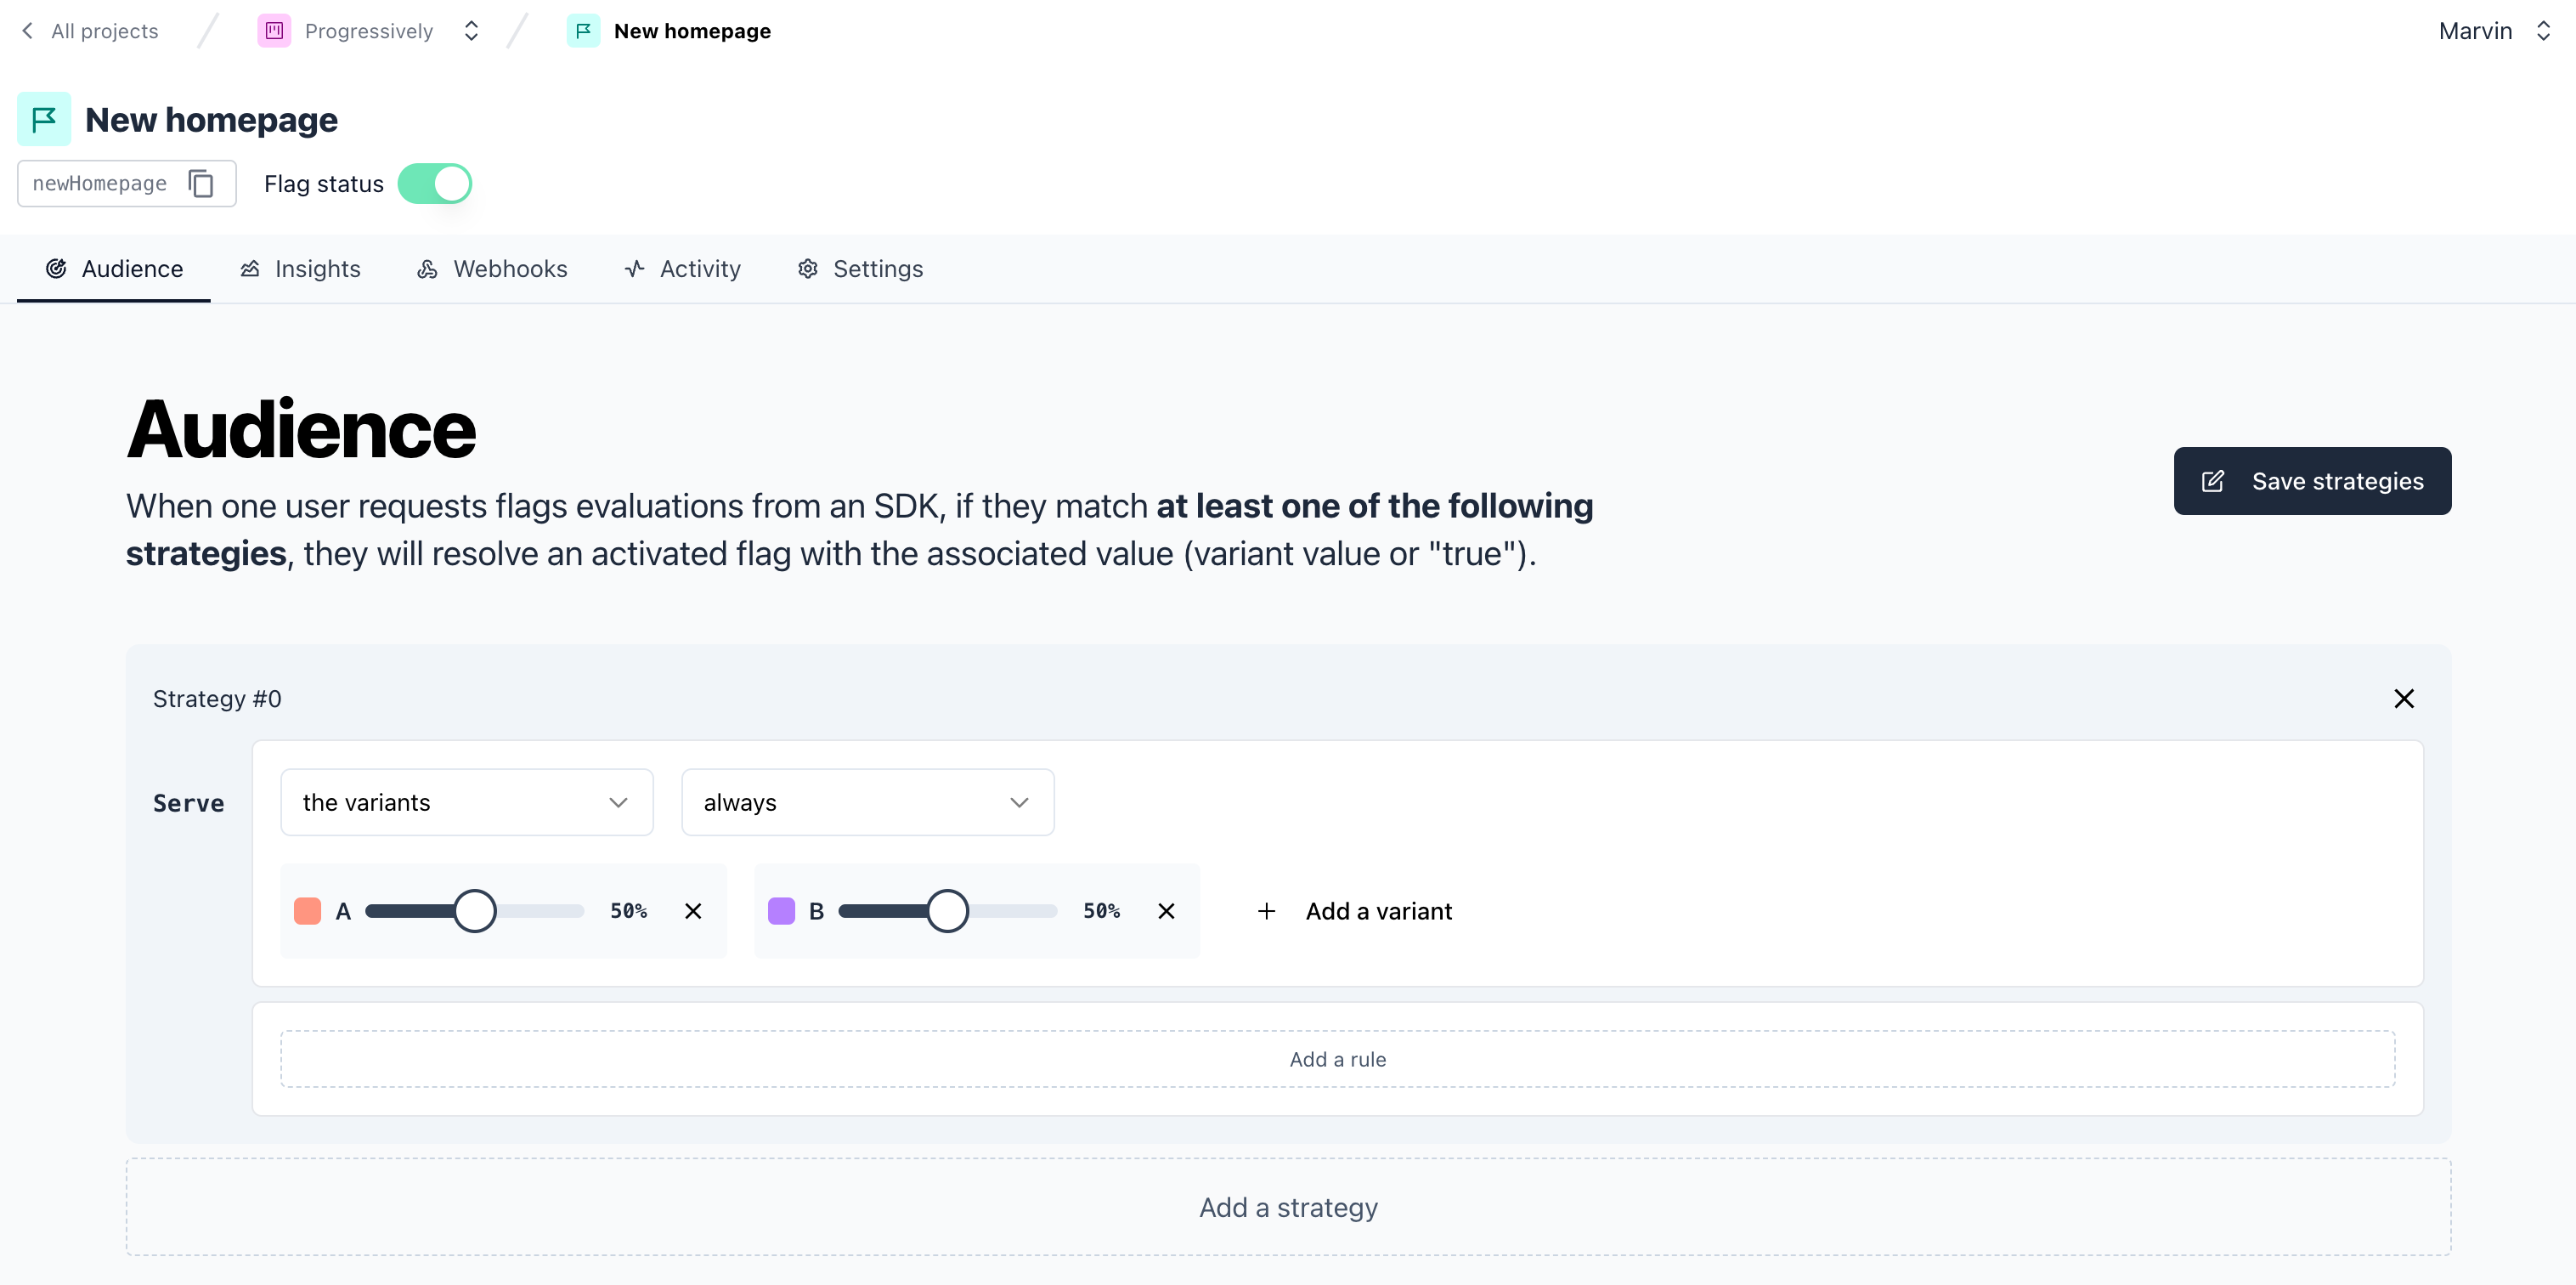 All projects
Progressively
New homepage
Marvin
New homepage
newHomepage
Flag status
Audience
Insights
Webhooks
Activity
Settings
Audience
When one user requests flags evaluations from an SDK, if they match at least one of the following
strategies, they will resolve an activated flag with the associated value (variant value or "true").
Save strategies
Strategy #0
Serve
the variants
always
A
50%
B
50%
Add a variant
Add a rule
Add a strategy